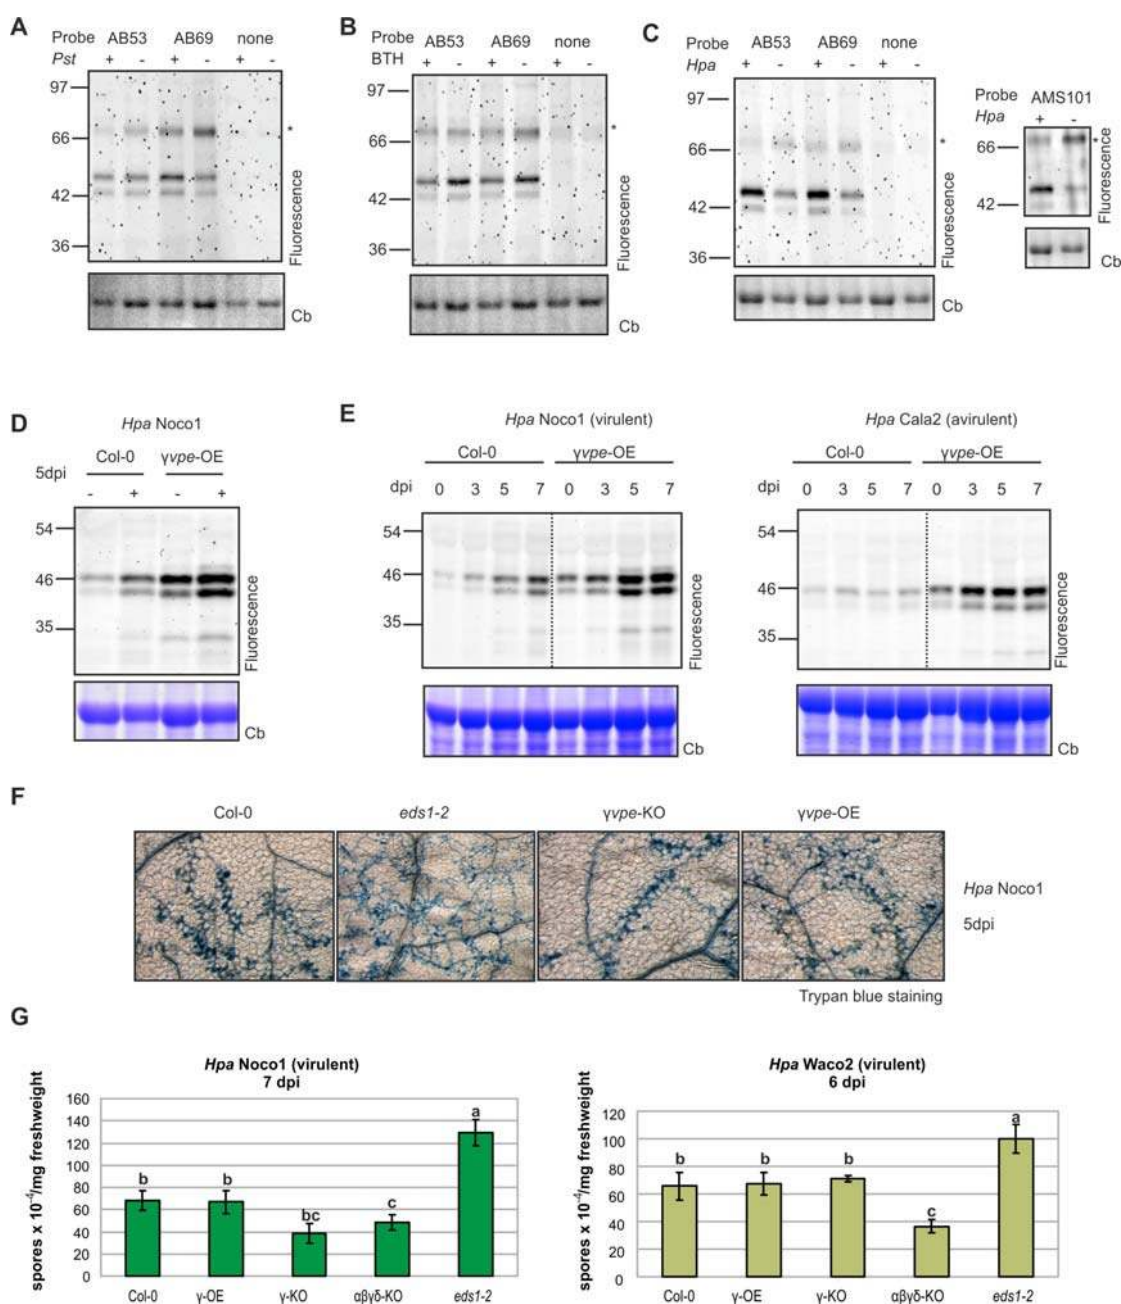 A
Probe AB53 AB69 none
Pst + - + - + -
97
66
*
42
36
Fluorescence
Cb
B
Probe AB53 AB69 none
BTH + - + - + -
97
66
*
42
36
Fluorescence
Cb
C
Probe AB53 AB69 none
Hpa + - + - + -
97
66
*
42
36
Fluorescence
Cb
Probe AMS101
Hpa + -
66
*
42
Fluorescence
Cb
D
Hpa Noco1
Col-0 γvpe-OE
5dpi
- + - +
54
46
35
Fluorescence
Cb
E
Hpa Noco1 (virulent)
Col-0 γvpe-OE
dpi 0 3 5 7 0 3 5 7
54
46
35
Fluorescence
Cb
Hpa Cala2 (avirulent)
Col-0 γvpe-OE
0 3 5 7 0 3 5 7
54
46
35
Fluorescence
Cb
F
Col-0 eds1-2 γvpe-KO γvpe-OE
Hpa Noco1
5dpi
Trypan blue staining
G
Hpa Noco1 (virulent)
7 dpi
spores x 10⁻⁴/mg freshweight
160
140
120
100
80
60
40
20
0
b b bc c a
Col-0 γ-OE γ-KO αβγδ-KO eds1-2
Hpa Waco2 (virulent)
6 dpi
spores x 10⁻⁴/mg freshweight
120
100
80
60
40
20
0
b b b c a
Col-0 γ-OE γ-KO αβγδ-KO eds1-2